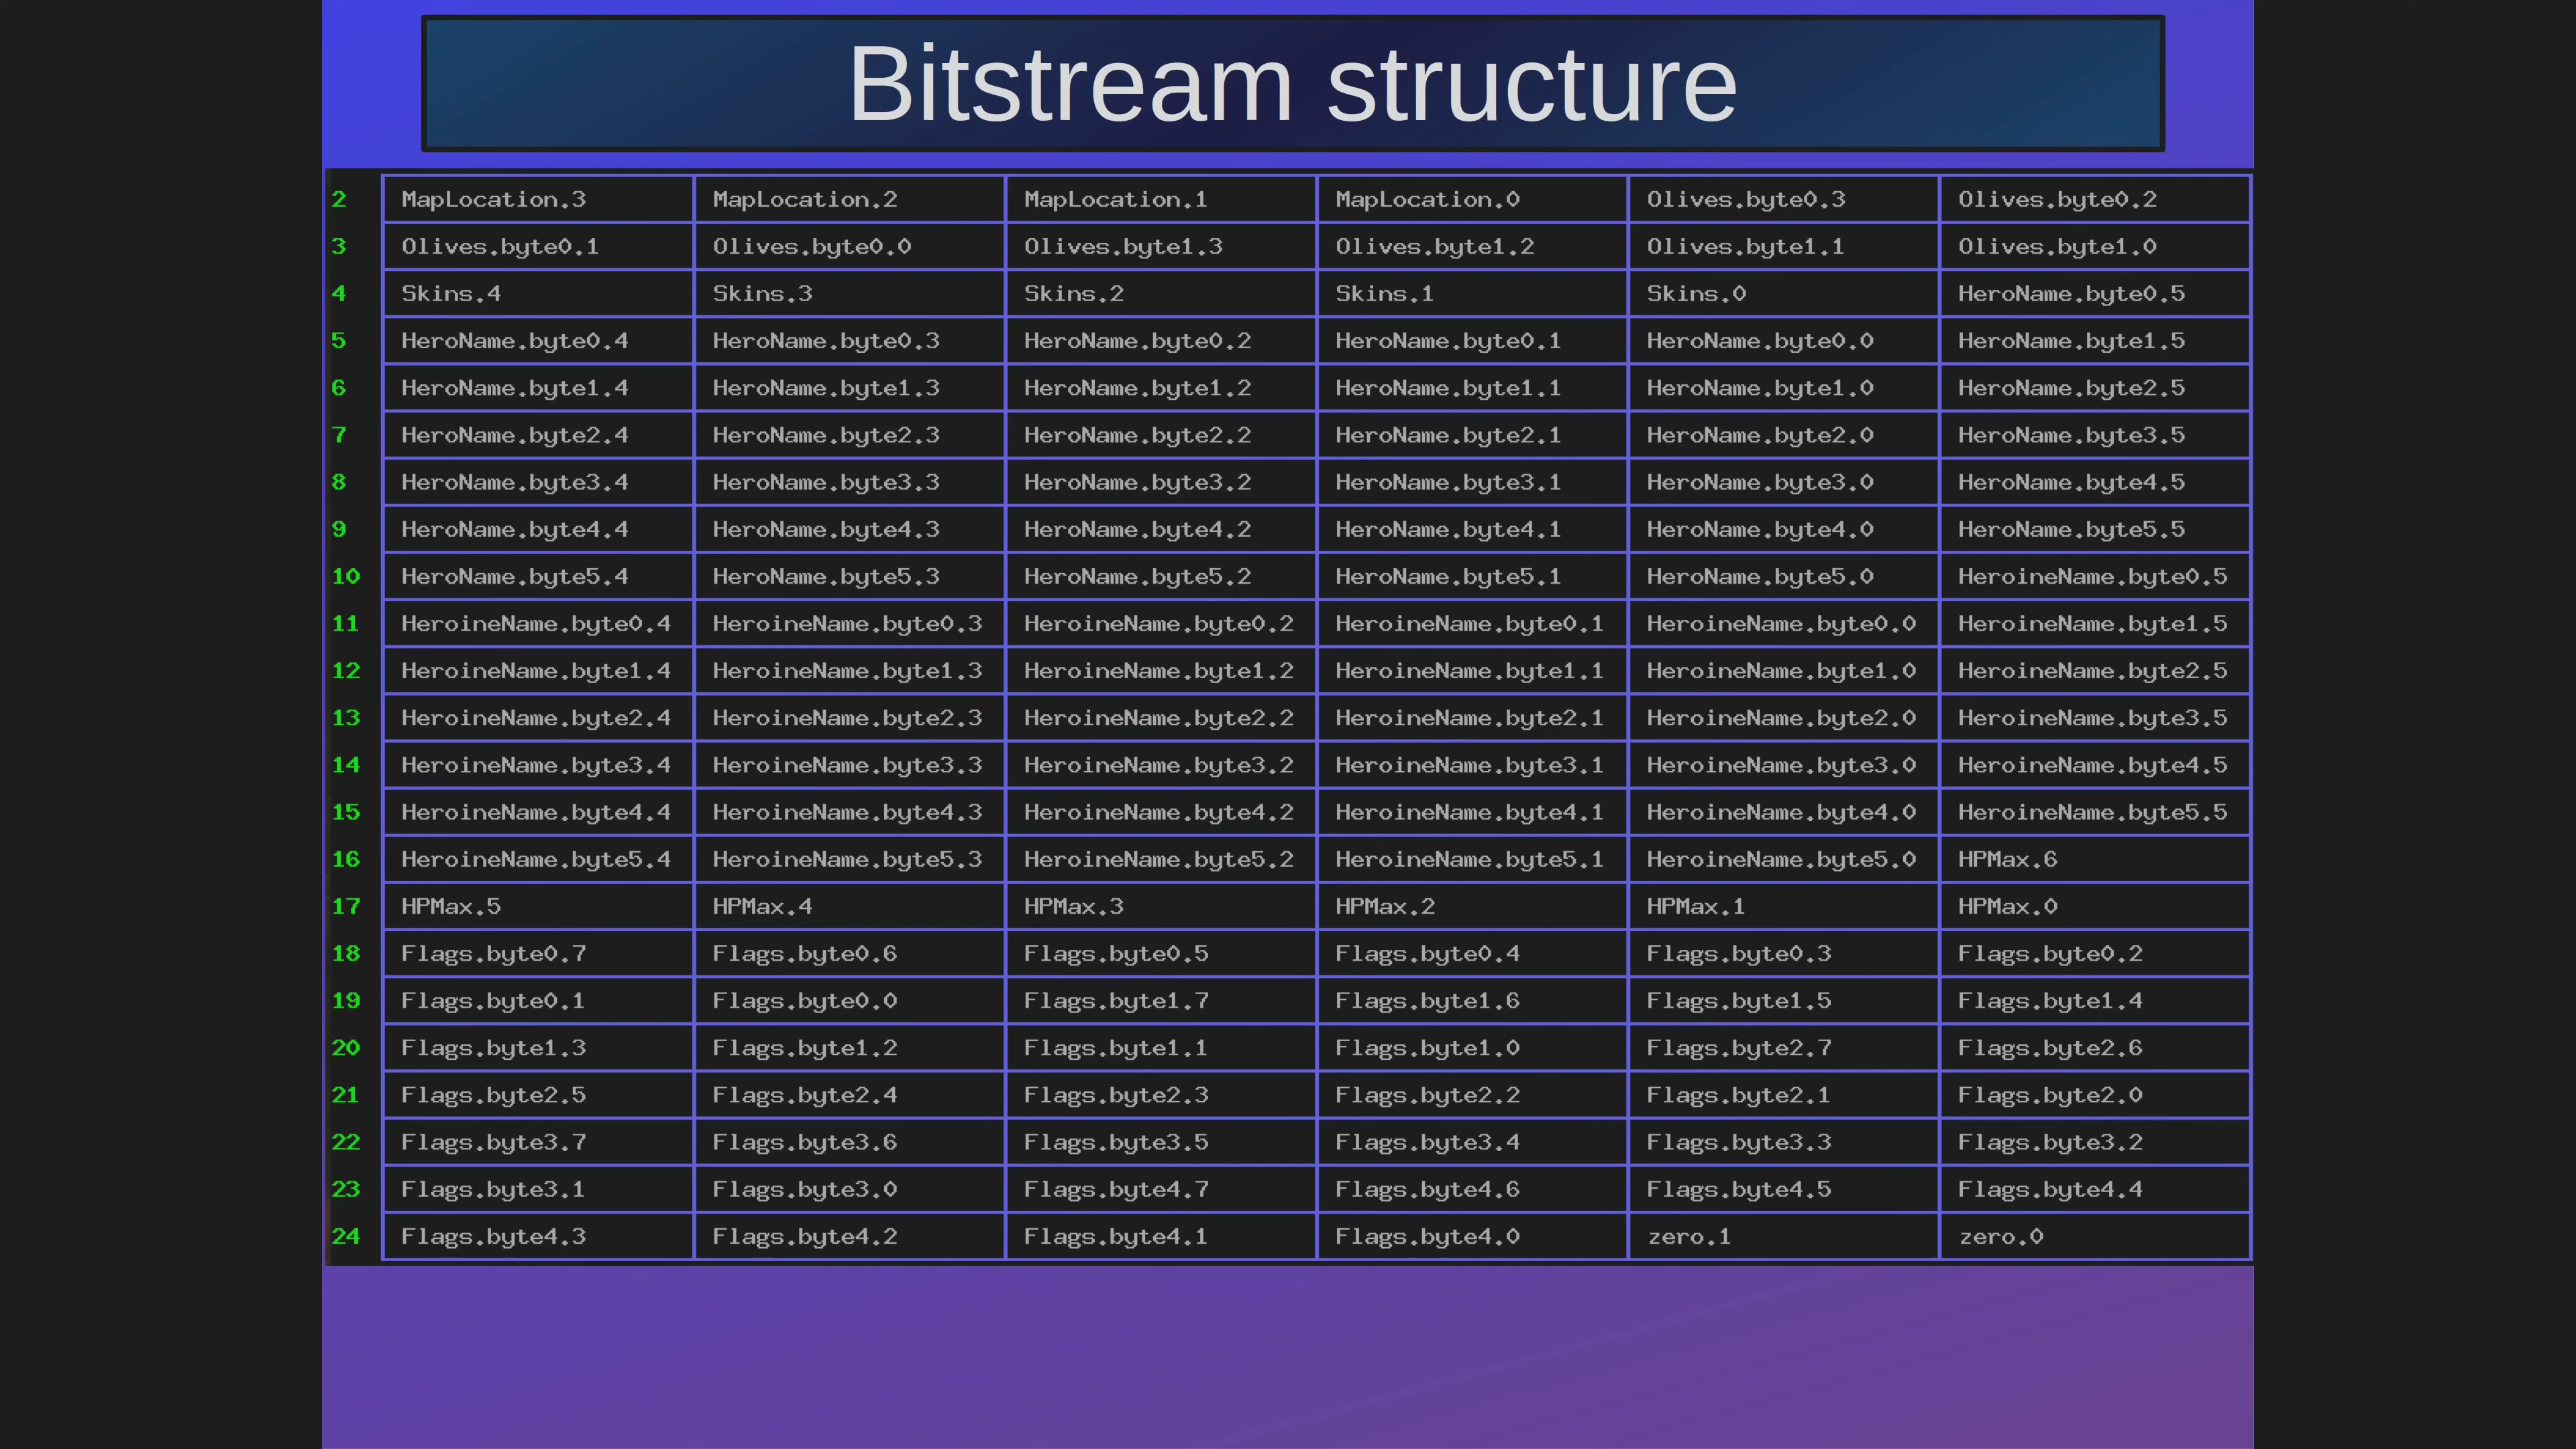 Bitstream structure
2 MapLocation.3 MapLocation.2 MapLocation.1 MapLocation.0 Olives.byte0.3 Olives.byte0.2
3 Olives.byte0.1 Olives.byte0.0 Olives.byte1.3 Olives.byte1.2 Olives.byte1.1 Olives.byte1.0
4 Skins.4 Skins.3 Skins.2 Skins.1 Skins.0 HeroName.byte0.5
5 HeroName.byte0.4 HeroName.byte0.3 HeroName.byte0.2 HeroName.byte0.1 HeroName.byte0.0 HeroName.byte1.5
6 HeroName.byte1.4 HeroName.byte1.3 HeroName.byte1.2 HeroName.byte1.1 HeroName.byte1.0 HeroName.byte2.5
7 HeroName.byte2.4 HeroName.byte2.3 HeroName.byte2.2 HeroName.byte2.1 HeroName.byte2.0 HeroName.byte3.5
8 HeroName.byte3.4 HeroName.byte3.3 HeroName.byte3.2 HeroName.byte3.1 HeroName.byte3.0 HeroName.byte4.5
9 HeroName.byte4.4 HeroName.byte4.3 HeroName.byte4.2 HeroName.byte4.1 HeroName.byte4.0 HeroName.byte5.5
10 HeroName.byte5.4 HeroName.byte5.3 HeroName.byte5.2 HeroName.byte5.1 HeroName.byte5.0 HeroineName.byte0.5
11 HeroineName.byte0.4 HeroineName.byte0.3 HeroineName.byte0.2 HeroineName.byte0.1 HeroineName.byte0.0 HeroineName.byte1.5
12 HeroineName.byte1.4 HeroineName.byte1.3 HeroineName.byte1.2 HeroineName.byte1.1 HeroineName.byte1.0 HeroineName.byte2.5
13 HeroineName.byte2.4 HeroineName.byte2.3 HeroineName.byte2.2 HeroineName.byte2.1 HeroineName.byte2.0 HeroineName.byte3.5
14 HeroineName.byte3.4 HeroineName.byte3.3 HeroineName.byte3.2 HeroineName.byte3.1 HeroineName.byte3.0 HeroineName.byte4.5
15 HeroineName.byte4.4 HeroineName.byte4.3 HeroineName.byte4.2 HeroineName.byte4.1 HeroineName.byte4.0 HeroineName.byte5.5
16 HeroineName.byte5.4 HeroineName.byte5.3 HeroineName.byte5.2 HeroineName.byte5.1 HeroineName.byte5.0 HPMax.6
17 HPMax.5 HPMax.4 HPMax.3 HPMax.2 HPMax.1 HPMax.0
18 Flags.byte0.7 Flags.byte0.6 Flags.byte0.5 Flags.byte0.4 Flags.byte0.3 Flags.byte0.2
19 Flags.byte0.1 Flags.byte0.0 Flags.byte1.7 Flags.byte1.6 Flags.byte1.5 Flags.byte1.4
20 Flags.byte1.3 Flags.byte1.2 Flags.byte1.1 Flags.byte1.0 Flags.byte2.7 Flags.byte2.6
21 Flags.byte2.5 Flags.byte2.4 Flags.byte2.3 Flags.byte2.2 Flags.byte2.1 Flags.byte2.0
22 Flags.byte3.7 Flags.byte3.6 Flags.byte3.5 Flags.byte3.4 Flags.byte3.3 Flags.byte3.2
23 Flags.byte3.1 Flags.byte3.0 Flags.byte4.7 Flags.byte4.6 Flags.byte4.5 Flags.byte4.4
24 Flags.byte4.3 Flags.byte4.2 Flags.byte4.1 Flags.byte4.0 zero.1 zero.0